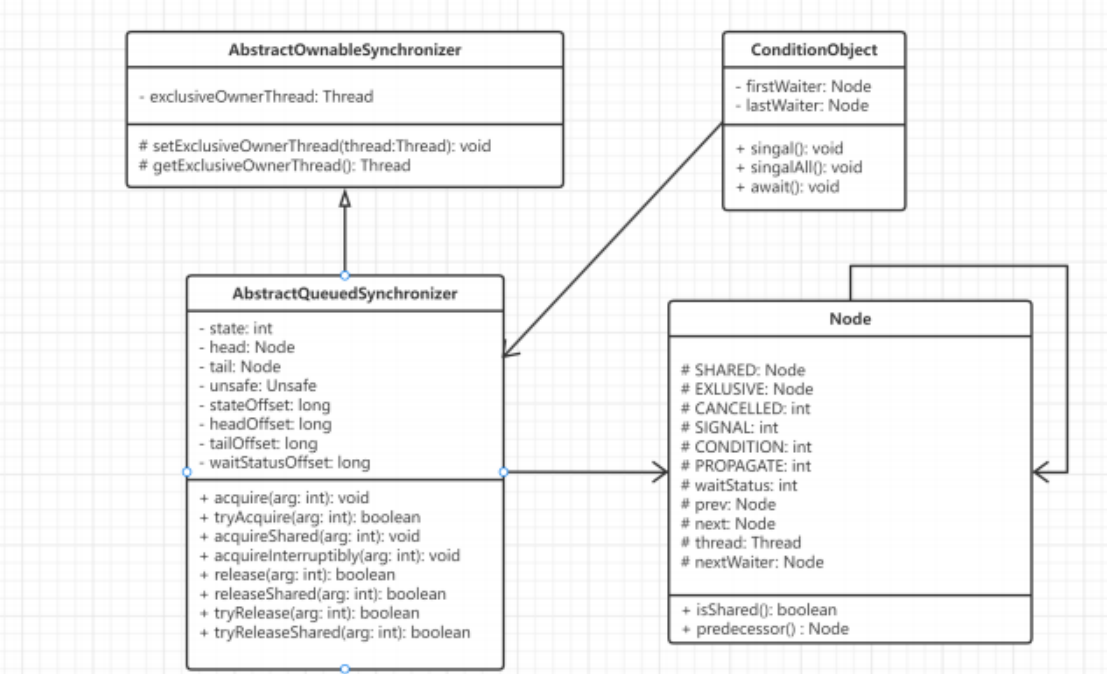 AbstractOwnableSynchronizer
- exclusiveOwnerThread: Thread
# setExclusiveOwnerThread(thread:Thread): void
# getExclusiveOwnerThread(): Thread
ConditionObject
- firstWaiter: Node
- lastWaiter: Node
+ singal(): void
+ singalAll(): void
+ await(): void
AbstractQueuedSynchronizer
- state: int
- head: Node
- tail: Node
- unsafe: Unsafe
- stateOffset: long
- headOffset: long
- tailOffset: long
- waitStatusOffset: long
+ acquire(arg: int): void
+ tryAcquire(arg: int): boolean
+ acquireShared(arg: int): void
+ acquireInterruptibly(arg: int): void
+ release(arg: int): boolean
+ releaseShared(arg: int): boolean
+ tryRelease(arg: int): boolean
+ tryReleaseShared(arg: int): boolean
Node
# SHARED: Node
# EXLUSIVE: Node
# CANCELLED: int
# SIGNAL: int
# CONDITION: int
# PROPAGATE: int
# waitStatus: int
# prev: Node
# next: Node
# thread: Thread
# nextWaiter: Node
+ isShared(): boolean
+ predecessor() : Node